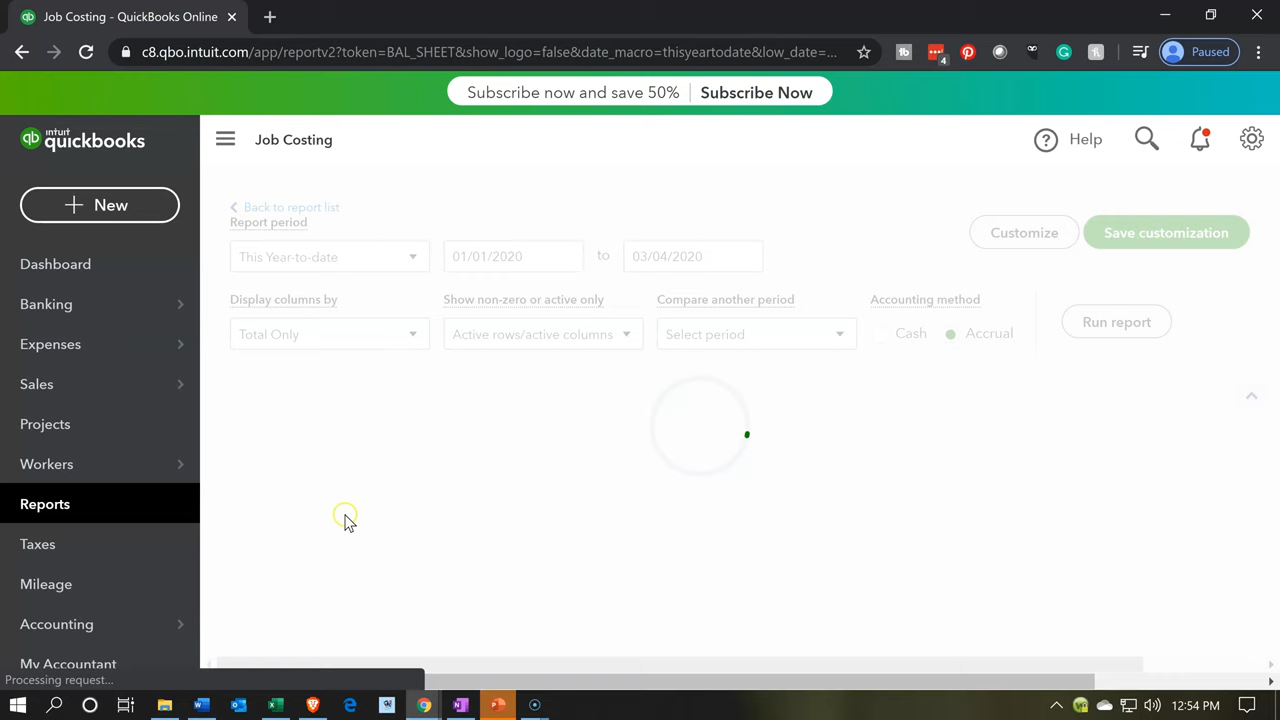 Job Costing - QuickBooks Online
c8.qbo.intuit.com/app/reportv2?token=BAL_SHEET&show_logo=false&date_macro=thisyeartodate&low_date=...
4
Paused
Subscribe now and save 50% Subscribe Now
qb intuit quickbooks
Job Costing
? Help
+ New
Dashboard
Banking
Expenses
Sales
Projects
Workers
Reports
Taxes
Mileage
Accounting
My Accountant
Back to report list
Report period
This Year-to-date 01/01/2020 to 03/04/2020
Customize Save customization
Display columns by Show non-zero or active only Compare another period Accounting method
Total Only Active rows/active columns Select period Cash Accrual
Run report
Processing request...
12:54 PM